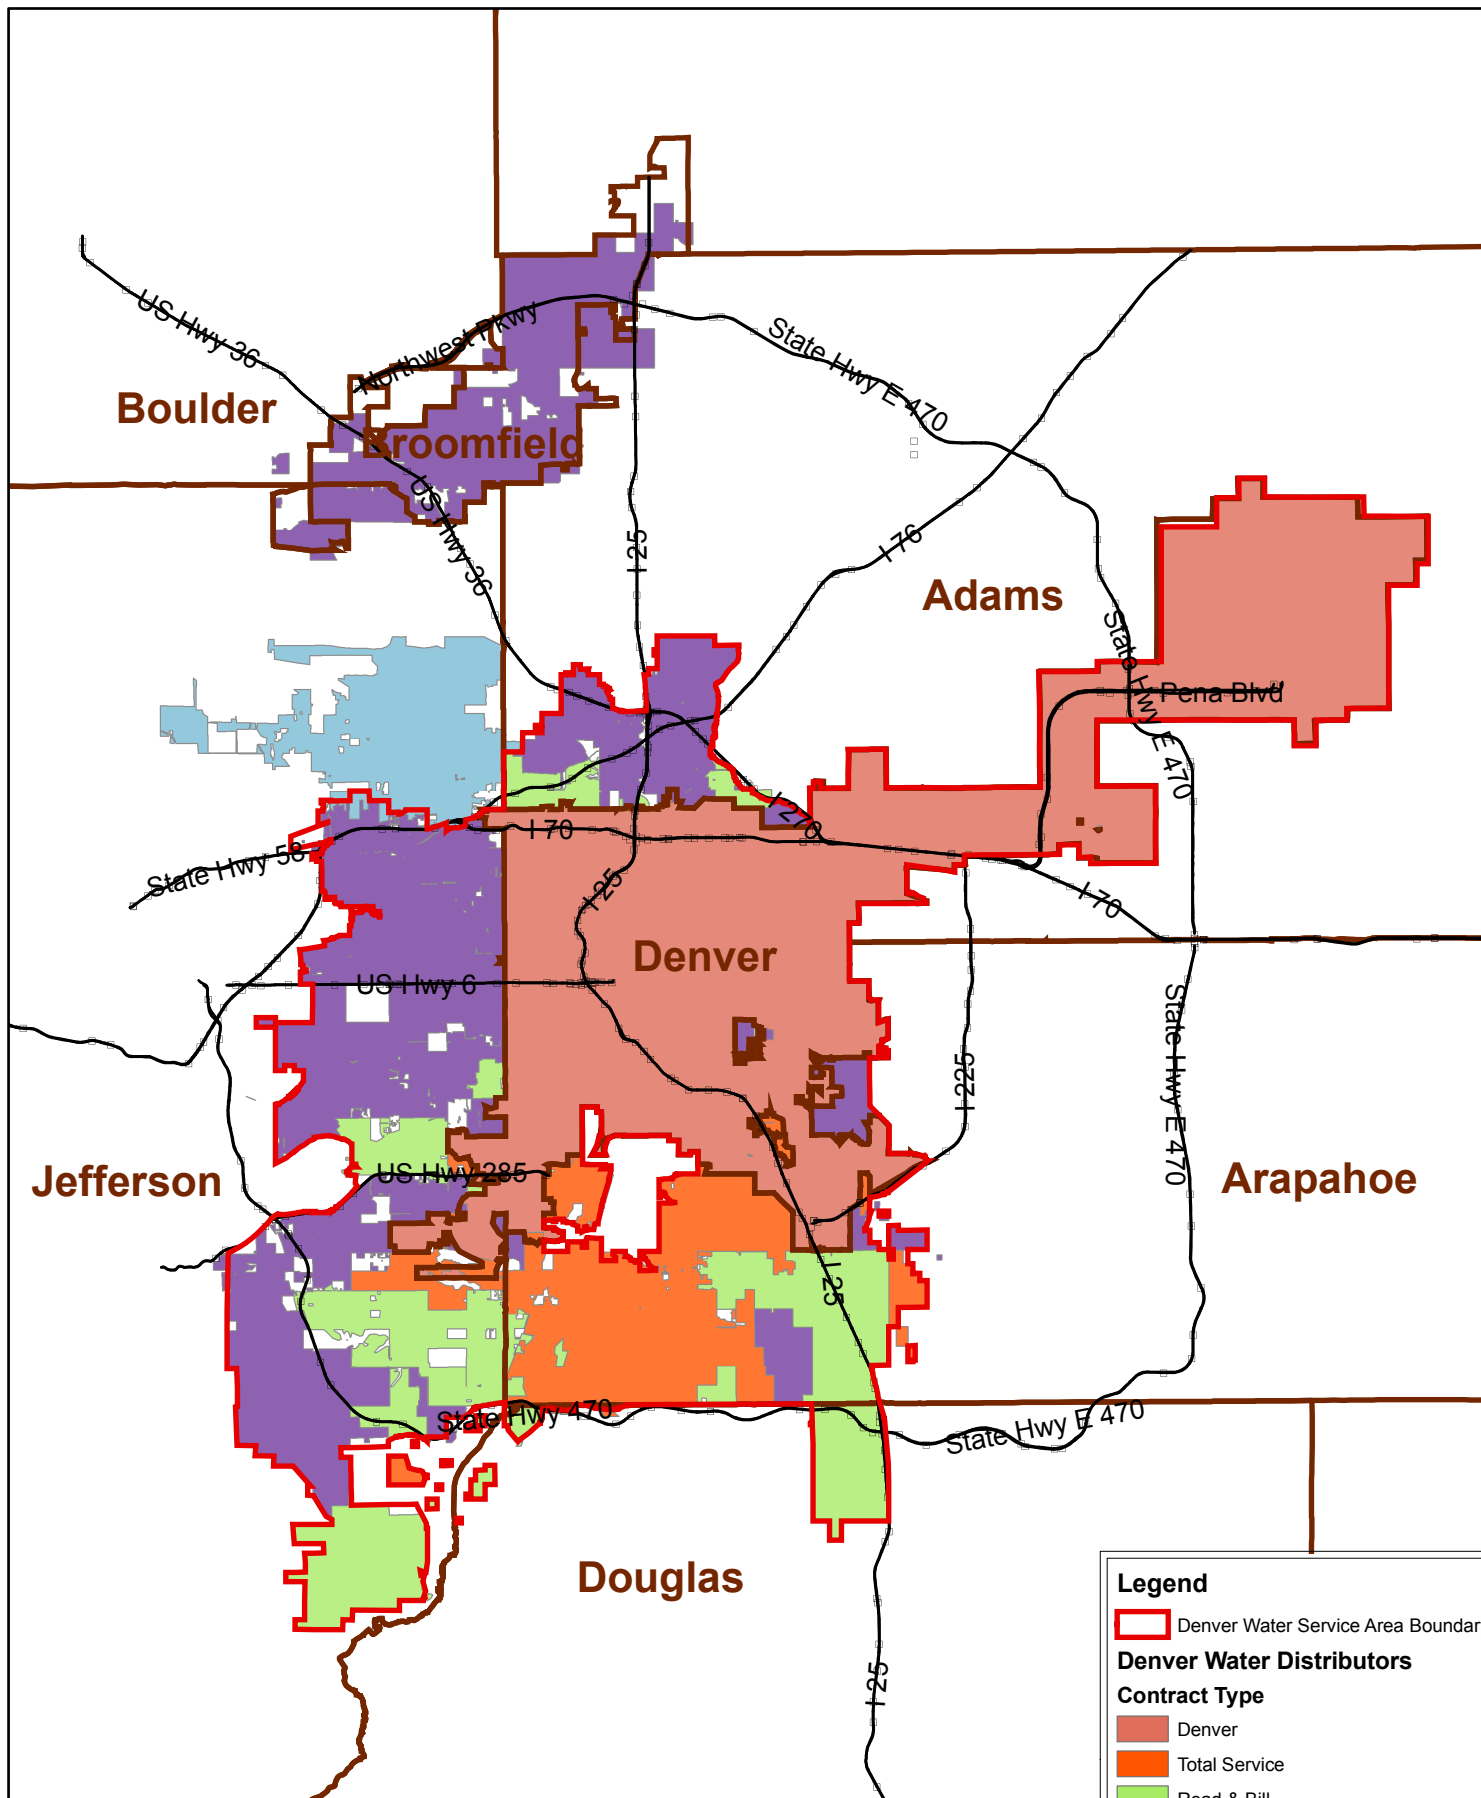 US Hwy 36
Northwest Pkwy
State Hwy E 470
Boulder
Broomfield
US Hwy 36
I 25
I 76
Adams
State Hwy E 470
Pena Blvd
I 270
I 70
State Hwy 58
I 25
I 70
Denver
US Hwy 6
State Hwy E 470
I 225
Jefferson
US Hwy 285
Arapahoe
I 25
State Hwy 470
State Hwy E 470
Douglas
I 25
Legend
Denver Water Service Area Boundar
Denver Water Distributors
Contract Type
Denver
Total Service
Read & Bill